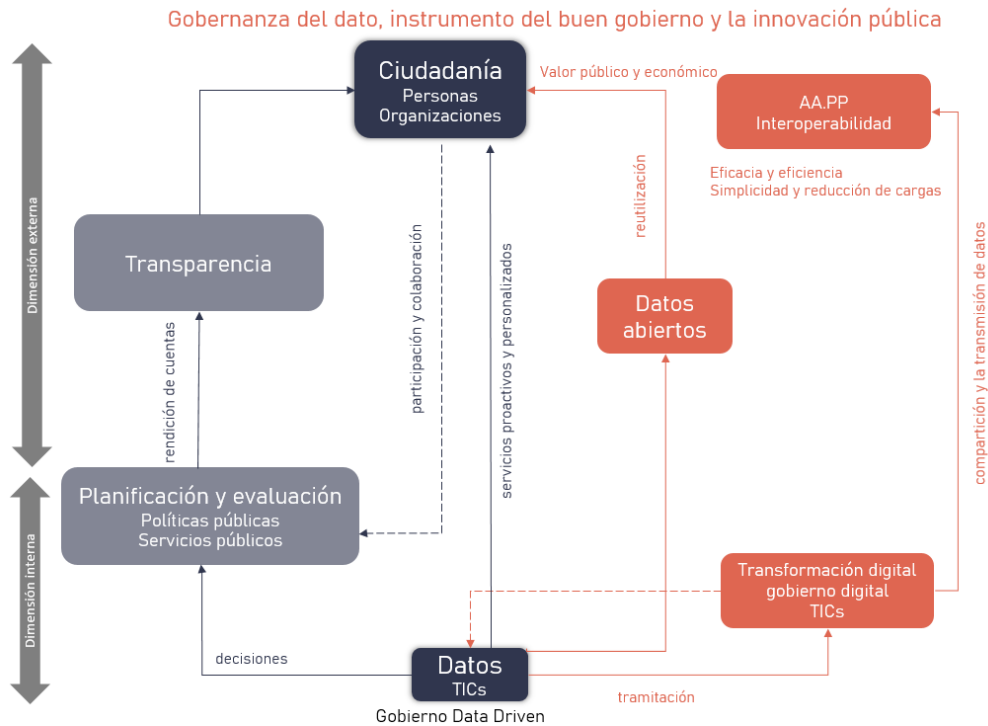 Gobernanza del dato, instrumento del buen gobierno y la innovación pública
Dimensión externa
Ciudadanía
Personas
Organizaciones
Valor público y económico
AA.PP
Interoperabilidad
Eficacia y eficiencia
Simplicidad y reducción de cargas
Transparencia
rendición de cuentas
participación y colaboración
servicios proactivos y personalizados
reutilización
Datos
abiertos
compartición y la transmisión de datos
Dimensión interna
Planificación y evaluación
Políticas públicas
Servicios públicos
Transformación digital
gobierno digital
TICs
decisiones
Datos
TICs
tramitación
Gobierno Data Driven